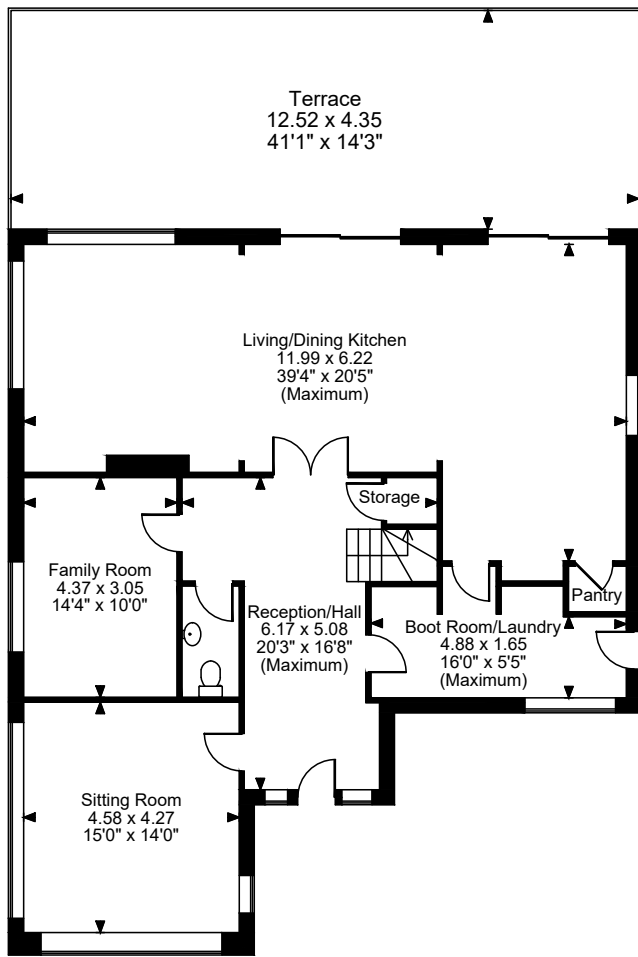 Terrace
12.52 x 4.35
41'1" x 14'3"
Living/Dining Kitchen
11.99 x 6.22
39'4" x 20'5"
(Maximum)
Storage
Family Room
4.37 x 3.05
14'4" x 10'0"
Pantry
Reception/Hall
6.17 x 5.08
20'3" x 16'8"
(Maximum)
Boot Room/Laundry
4.88 x 1.65
16'0" x 5'5"
(Maximum)
Sitting Room
4.58 x 4.27
15'0" x 14'0"